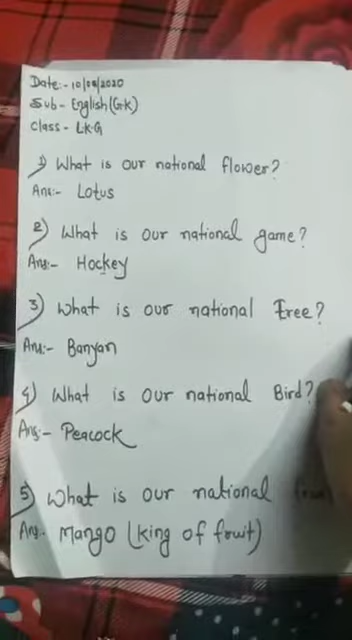 Date:- 10/08/2020
Sub- English(G.K)
Class- LK.G
1) What is our national flower?
Ans:- Lotus
2) What is our national game?
Ans:- Hockey
3) What is our national Tree?
Ans:- Banyan
4) What is our national Bird?
Ans:- Peacock
5) What is our national
Ans:- Mango (king of fruit)